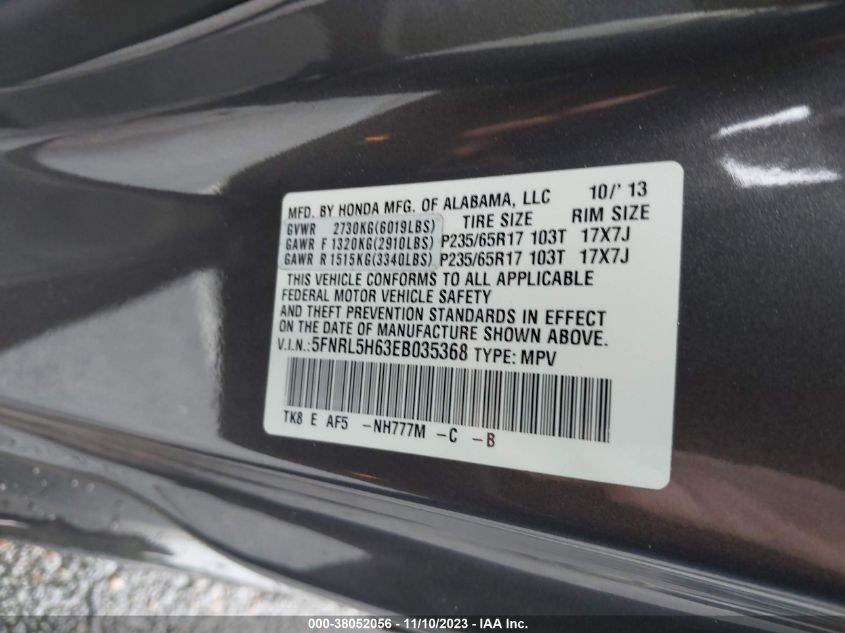 MFD. BY HONDA MFG. OF ALABAMA, LLC 10/'13
GVWR 2730KG(6019LBS) TIRE SIZE RIM SIZE
GAWR F 1320KG(2910LBS) P235/65R17 103T 17X7J
GAWR R 1515KG(3340LBS) P235/65R17 103T 17X7J
THIS VEHICLE CONFORMS TO ALL APPLICABLE
FEDERAL MOTOR VEHICLE SAFETY
AND THEFT PREVENTION STANDARDS IN EFFECT
ON THE DATE OF MANUFACTURE SHOWN ABOVE.
V.I.N.:5FNRL5H63EB035368 TYPE: MPV
TK8 E AF5 -NH777M -C -B
000-38052056 - 11/10/2023 - IAA Inc.